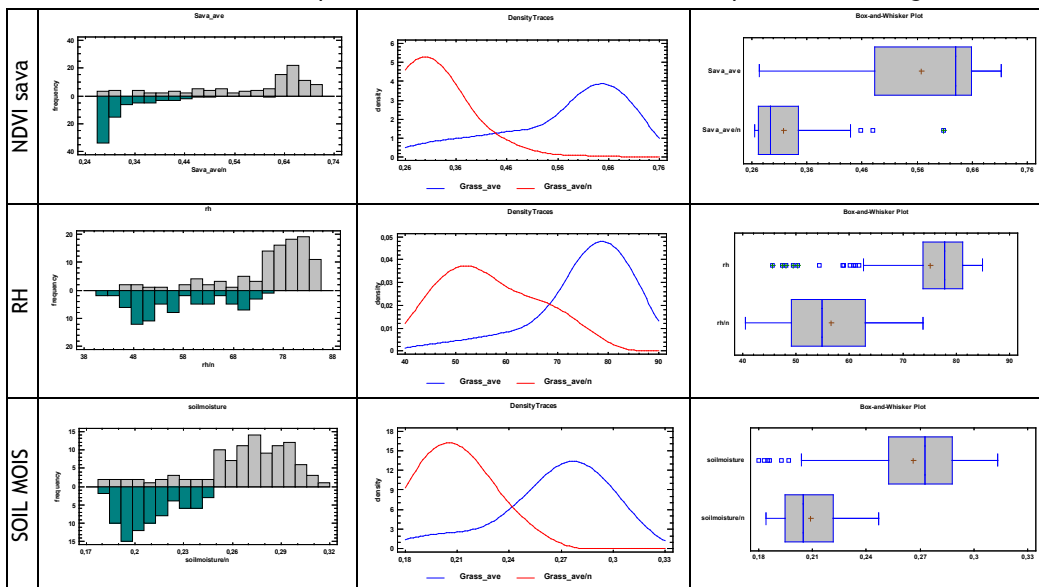 NDVI sava
Sava_ave
frequency
40
20
0
20
40
0,24 0,34 0,44 0,54 0,64 0,74
Sava_ave/n
Density Traces
density
6
5
4
3
2
1
0
0,26 0,36 0,46 0,56 0,66 0,76
Grass_ave Grass_ave/n
Box-and-Whisker Plot
Sava_ave
Sava_ave/n
0,26 0,36 0,46 0,56 0,66 0,76
RH
rh
frequency
20
10
0
10
20
38 48 58 68 78 88
rh/n
Density Traces
density
0,05
0,04
0,03
0,02
0,01
0
40 50 60 70 80 90
Grass_ave Grass_ave/n
Box-and-Whisker Plot
rh
rh/n
40 50 60 70 80 90
SOIL MOIS
soilmoisture
frequency
15
10
5
0
5
10
15
0,17 0,2 0,23 0,26 0,29 0,32
soilmoisture/n
Density Traces
density
18
15
12
9
6
3
0
0,18 0,21 0,24 0,27 0,3 0,33
Grass_ave Grass_ave/n
Box-and-Whisker Plot
soilmoisture
soilmoisture/n
0,18 0,21 0,24 0,27 0,3 0,33